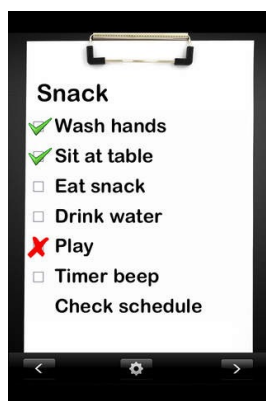 Snack
Wash hands
Sit at table
Eat snack
Drink water
Play
Timer beep
Check schedule